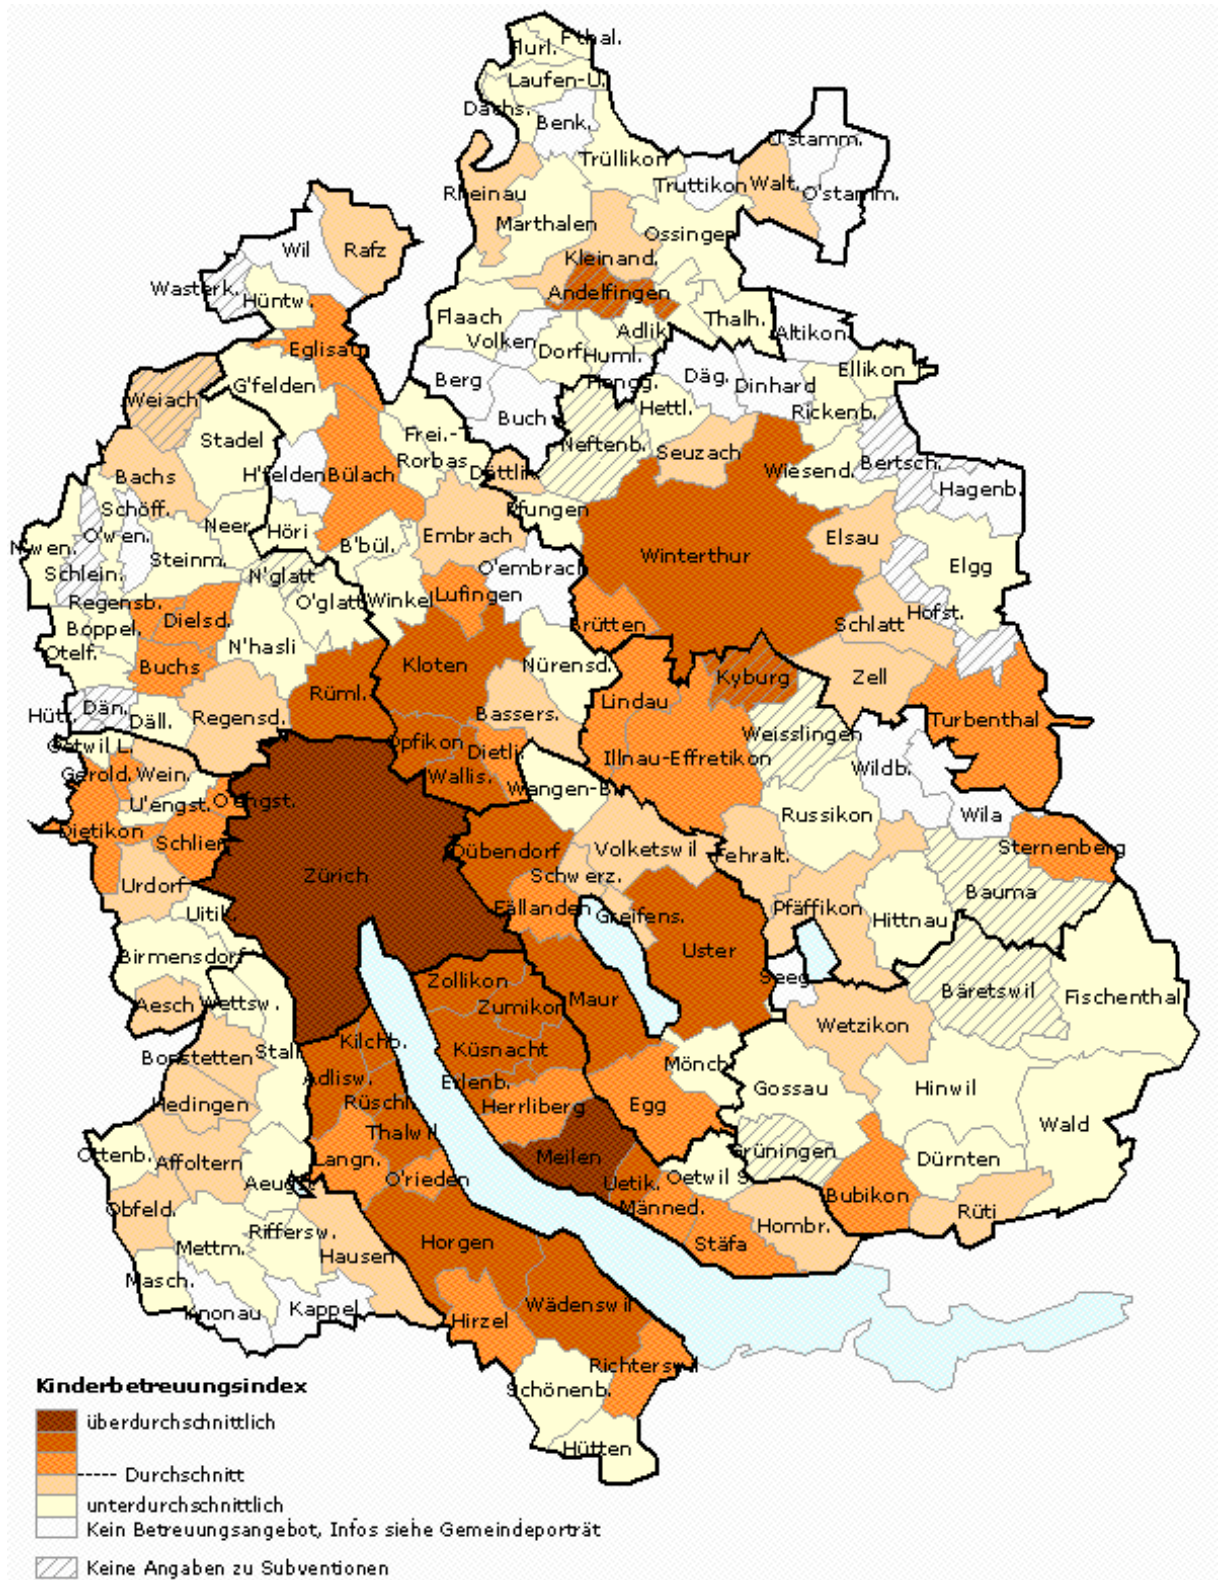 Flurl.
F'thal.
Laufen-U.
Dachs.
Benk.
U'stamm.
Trüllikon
Truttikon
Walt.
O'stamm.
Rheinau
Marthalen
Ossingen
Wil
Rafz
Kleinand.
Wasterk.
Hüntw.
Andelfingen
Flaach
Volken
Adlik.
Thalh.
Altikon
Eglisau
Dorf
Huml.
Ellikon
G'felden
Berg
Hengg.
Däg.
Dinhard
Weiach
Buch
Hettl.
Rickenb.
Stadel
Frei.-T.
Neftenb.
Seuzach
Bachs
H'felden
Bülach
Rorbas
Dättlik.
Wiesend.
Bertsch.
Hagenb.
Schöff.
Neer.
Höri
Pfungen
N'wen.
O'wen.
Steinm.
B'bül.
Embrach
Winterthur
Elsau
Elgg
Schlein.
N'glatt
O'embrach
Regensb.
O'glatt
Winkel
Lufingen
Hofst.
Boppel.
Dielsd.
Brütten
Schlatt
Otelf.
Buchs
N'hasli
Kloten
Nürensd.
Zell
Hütt.
Dän.
Däll.
Regensd.
Rüml.
Bassers.
Lindau
Kyburg
Turbenthal
Oetwil L.
Opfikon
Dietli.
Weisslingen
Gerold.
Wein.
Wallis.
Illnau-Effretikon
Wildb.
U'engst.
O'engst.
Wangen-Br.
Russikon
Wila
Dietikon
Schlier.
Dübendorf
Volketswil
Fehralt.
Sternenberg
Urdorf
Zürich
Schwerz.
Bauma
Uitik.
Fällanden
Greifens.
Pfäffikon
Hittnau
Birmensdorf
Uster
Aesch
Wettsw.
Zollikon
Zumikon
Maur
Seeg.
Bäretswil
Fischenthal
Bonstetten
Stall.
Kilchb.
Küsnacht
Wetzikon
Hedingen
Adlisw.
Erlenb.
Mönch.
Gossau
Hinwil
Rüschl.
Herrliberg
Egg
Wald
Ottenb.
Affoltern
Thalwil
Langn.
Meilen
Grüningen
Dürnten
Aeugst
O'rieden
Uetik.
Oetwil S.
Bubikon
Obfeld.
Männed.
Rüti
Riffersw.
Hombr.
Mettm.
Hausen
Horgen
Stäfa
Masch.
Knonau
Kappel
Hirzel
Wädenswil
Richterswil
Schönenb.
Hütten
Kinderbetreuungsindex
überdurchschnittlich
----- Durchschnitt
unterdurchschnittlich
Kein Betreuungsangebot, Infos siehe Gemeindeporträt
Keine Angaben zu Subventionen